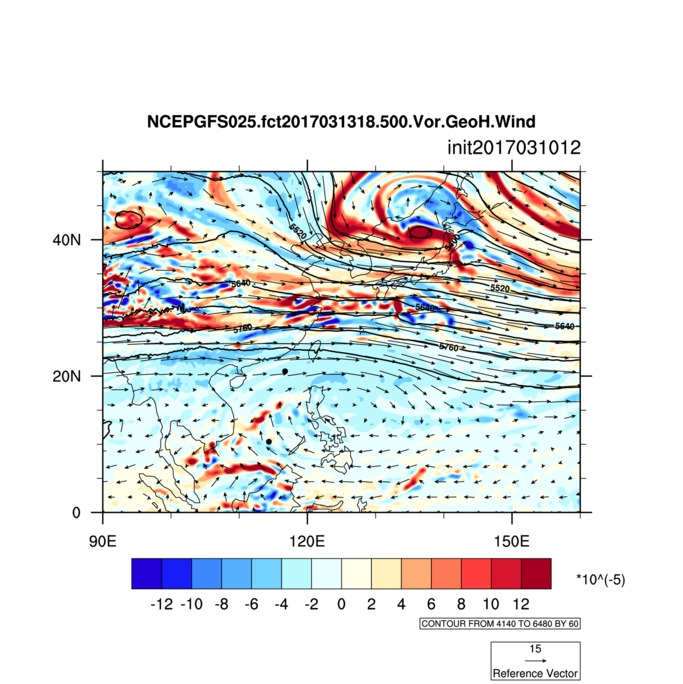 NCEPGFS025.fct2017031318.500.Vor.GeoH.Wind
init2017031012
5520
40N
5640
5520
5640
5640
5760
5760
20N
0
90E 120E 150E
-12 -10 -8 -6 -4 -2 0 2 4 6 8 10 12
*10^(-5)
CONTOUR FROM 4140 TO 6480 BY 60
15
Reference Vector